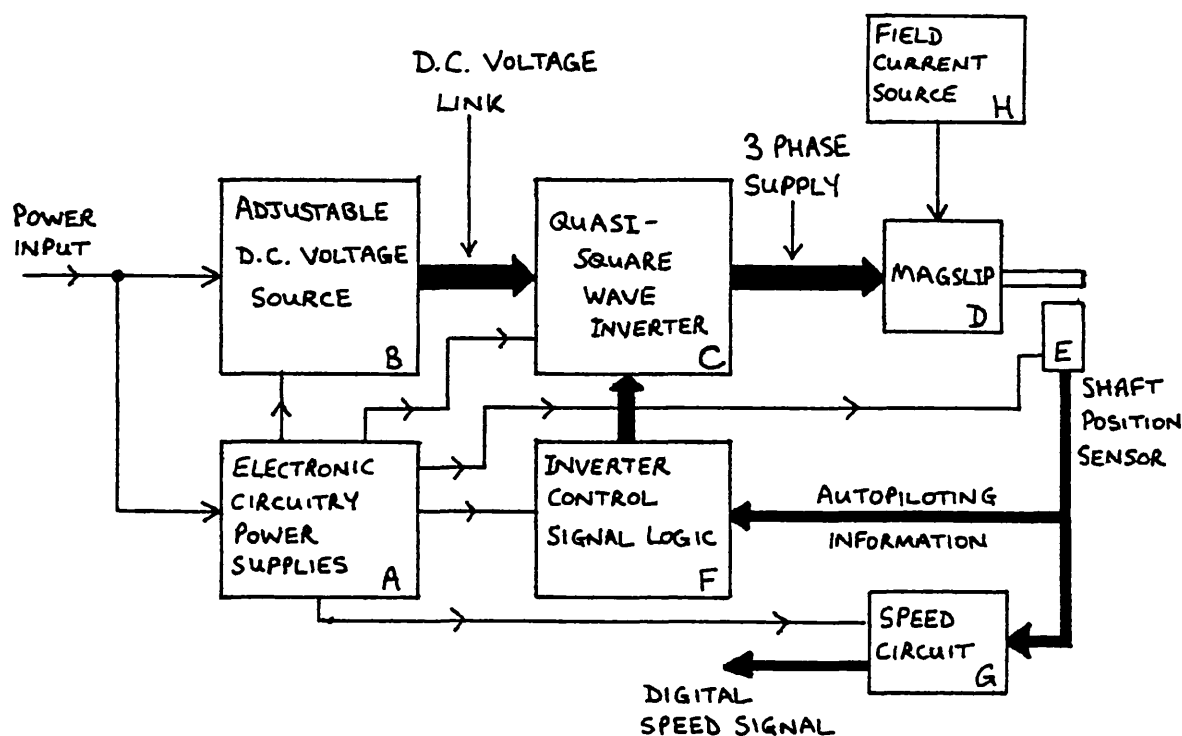 FIELD
CURRENT
SOURCE H
D.C. VOLTAGE
LINK
3 PHASE
SUPPLY
POWER
INPUT
ADJUSTABLE
D.C. VOLTAGE
SOURCE
B
QUASI-
SQUARE
WAVE
INVERTER
C
MAGSLIP
D
E
SHAFT
POSITION
SENSOR
ELECTRONIC
CIRCUITRY
POWER
SUPPLIES A
INVERTER
CONTROL
SIGNAL LOGIC
F
AUTOPILOTING
INFORMATION
SPEED
CIRCUIT
G
DIGITAL
SPEED SIGNAL